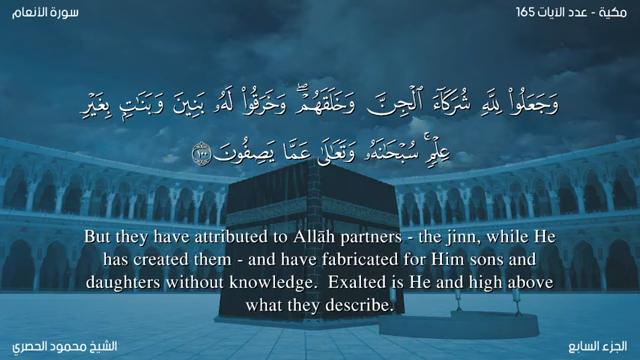 سورة الأنعام
مكية - عدد الآيات 165
وَجَعَلُوا۟ لِلَّهِ شُرَكَآءَ ٱلْجِنَّ وَخَلَقَهُمْ ۖ وَخَرَقُوا۟ لَهُۥ بَنِينَ وَبَنَـٰتٍۭ بِغَيْرِ
عِلْمٍ ۚ سُبْحَـٰنَهُۥ وَتَعَـٰلَىٰ عَمَّا يَصِفُونَ ١٠٠
But they have attributed to Allāh partners - the jinn, while He
has created them - and have fabricated for Him sons and
daughters without knowledge. Exalted is He and high above
what they describe.
الشيخ محمود الحصري
الجزء السابع